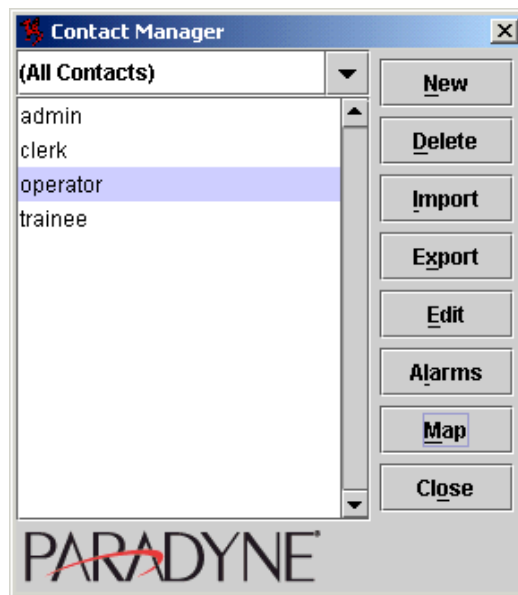 Contact Manager
(All Contacts)
admin
clerk
operator
trainee
New
Delete
Import
Export
Edit
Alarms
Map
Close
PARADYNE